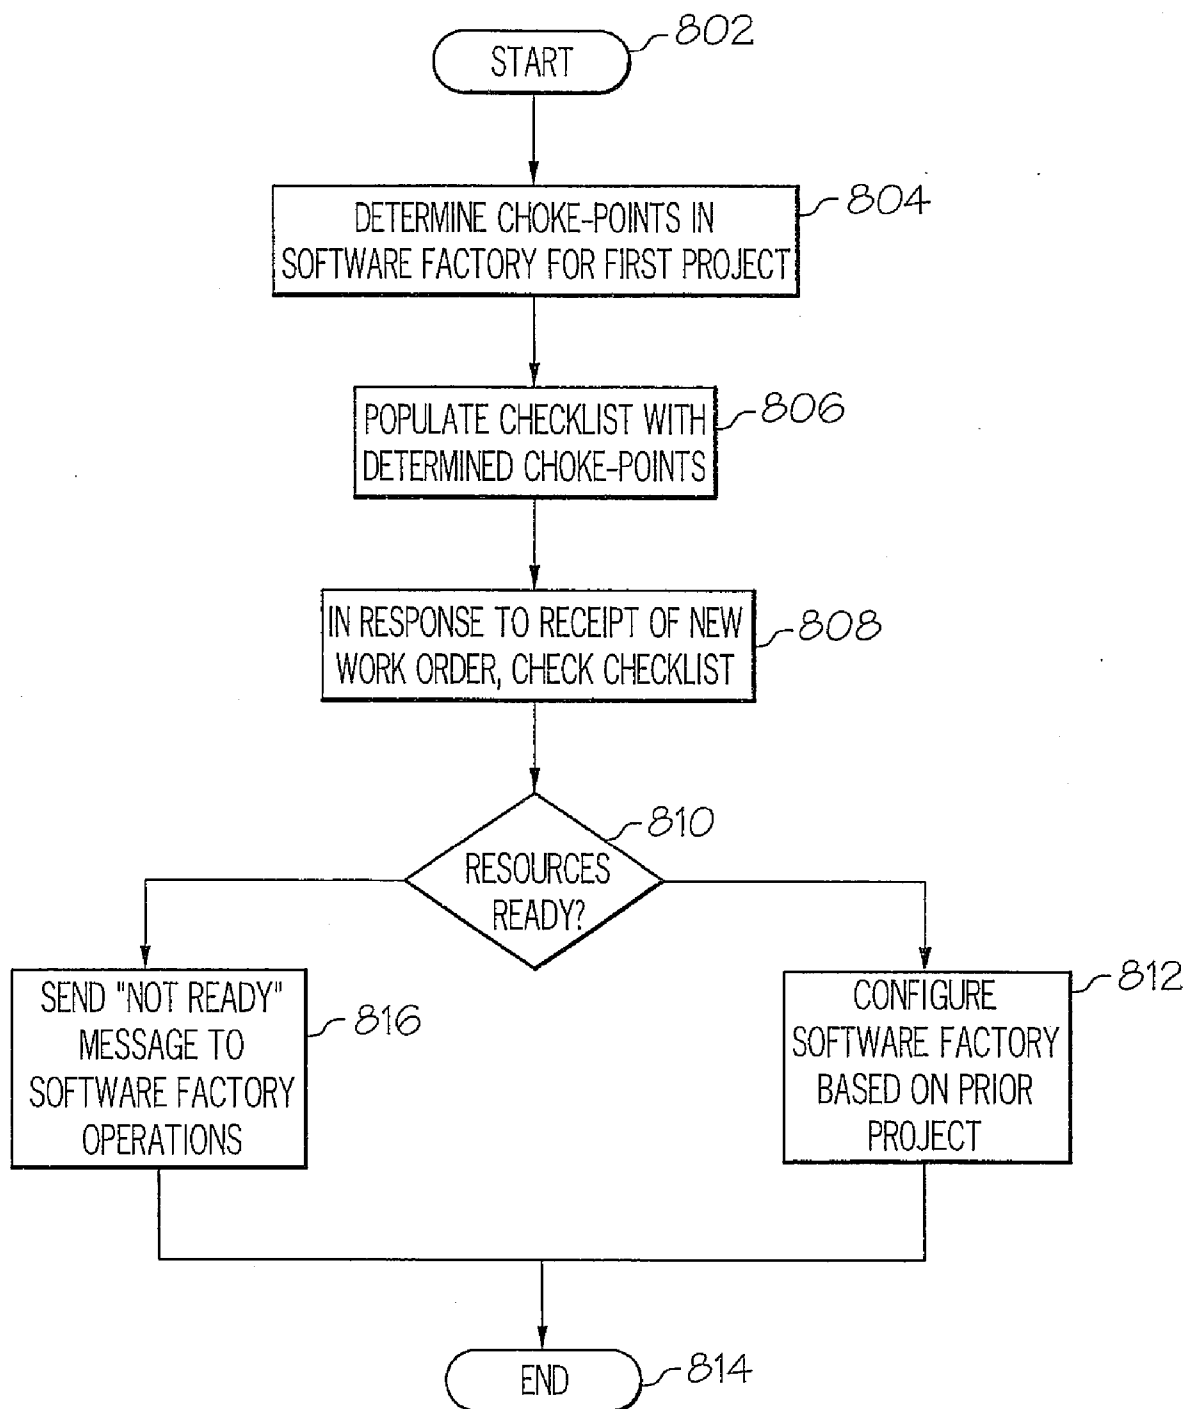 START
802
DETERMINE CHOKE-POINTS IN
SOFTWARE FACTORY FOR FIRST PROJECT
804
POPULATE CHECKLIST WITH
DETERMINED CHOKE-POINTS
806
IN RESPONSE TO RECEIPT OF NEW
WORK ORDER, CHECK CHECKLIST
808
RESOURCES
READY?
810
SEND "NOT READY"
MESSAGE TO
SOFTWARE FACTORY
OPERATIONS
816
CONFIGURE
SOFTWARE FACTORY
BASED ON PRIOR
PROJECT
812
END
814